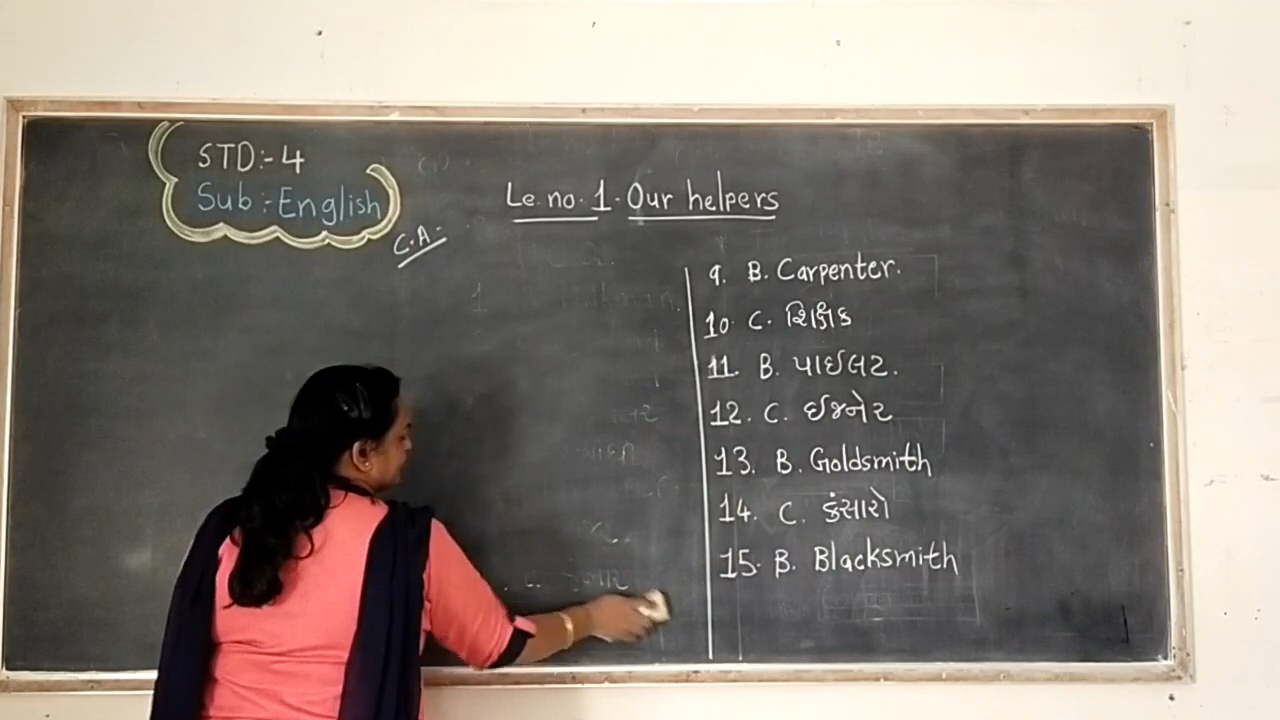 STD:- 4
Sub:-English
C.A:-
Le. no. 1. Our helpers
9. B. Carpenter.
10. C. શિક્ષક
11. B. પાઈલટ.
12. C. ઈજનેર
13. B. Goldsmith
14. C. કંસારો
15. B. Blacksmith